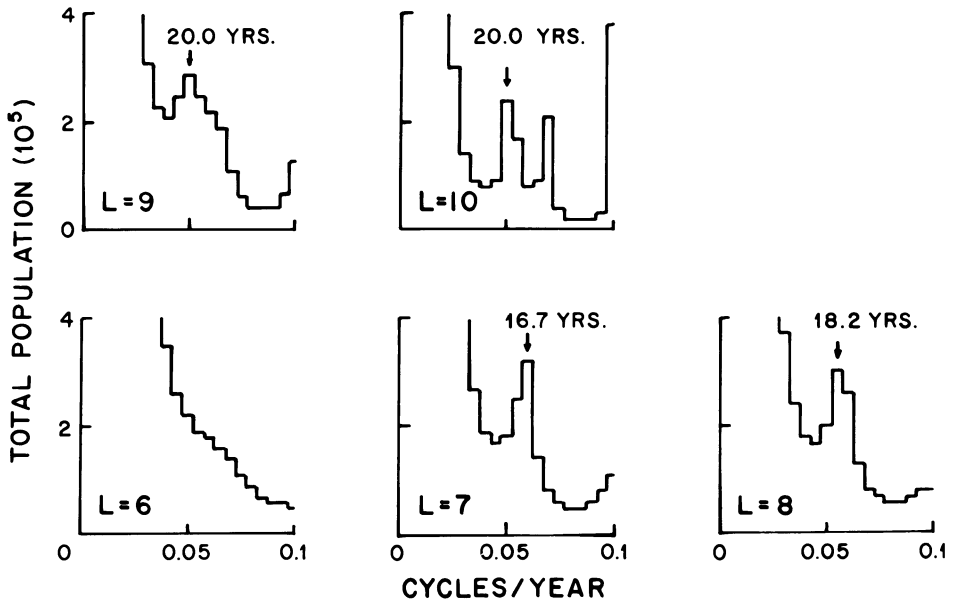 TOTAL POPULATION (10⁵)
4
2
0
20.0 YRS.
L=9
20.0 YRS.
L=10
4
2
0
0.05
0.1
L=6
16.7 YRS.
L=7
0
0.05
0.1
18.2 YRS.
L=8
0
0.05
0.1
CYCLES/YEAR